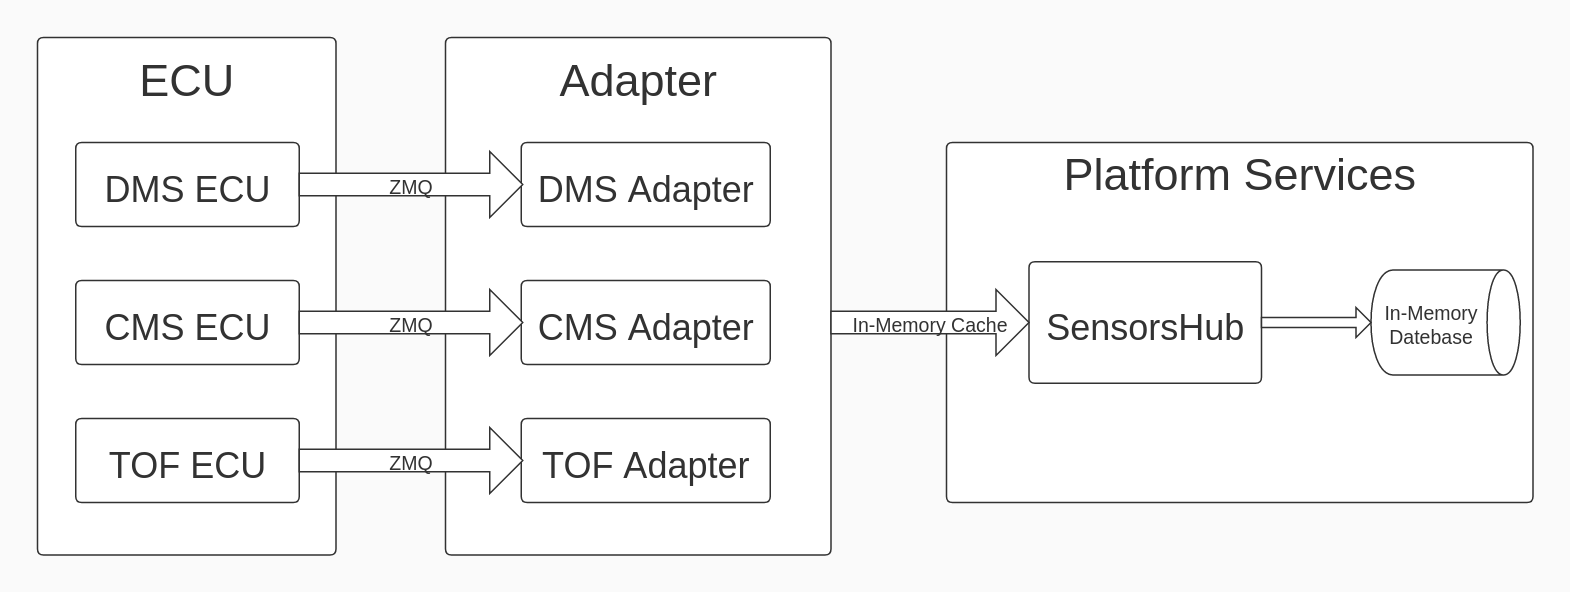 ECU
DMS ECU
CMS ECU
TOF ECU
ZMQ
ZMQ
ZMQ
Adapter
DMS Adapter
CMS Adapter
TOF Adapter
In-Memory Cache
Platform Services
SensorsHub
In-Memory
Database